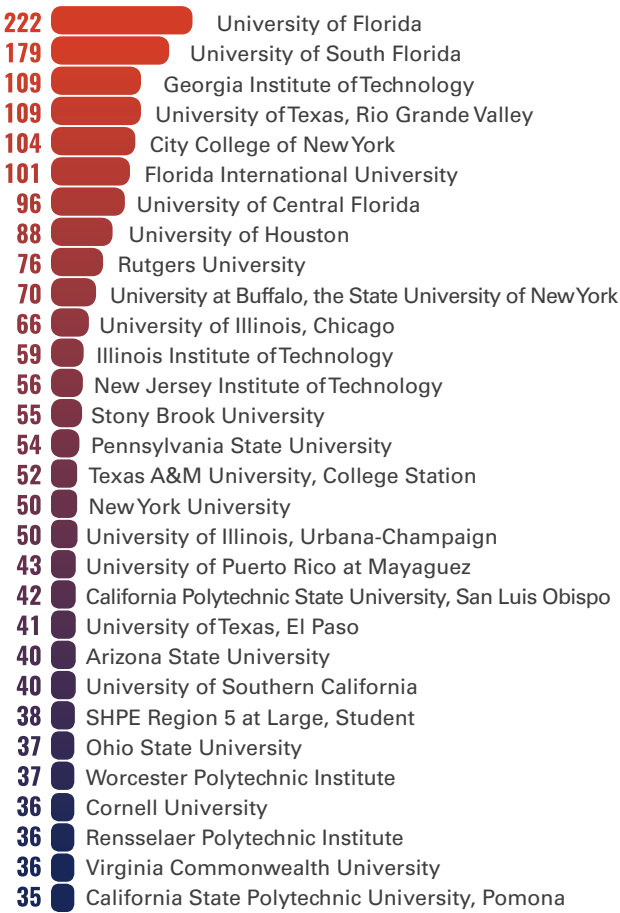 222 University of Florida
179 University of South Florida
109 Georgia Institute of Technology
109 University of Texas, Rio Grande Valley
104 City College of New York
101 Florida International University
96 University of Central Florida
88 University of Houston
76 Rutgers University
70 University at Buffalo, the State University of New York
66 University of Illinois, Chicago
59 Illinois Institute of Technology
56 New Jersey Institute of Technology
55 Stony Brook University
54 Pennsylvania State University
52 Texas A&M University, College Station
50 New York University
50 University of Illinois, Urbana-Champaign
43 University of Puerto Rico at Mayaguez
42 California Polytechnic State University, San Luis Obispo
41 University of Texas, El Paso
40 Arizona State University
40 University of Southern California
38 SHPE Region 5 at Large, Student
37 Ohio State University
37 Worcester Polytechnic Institute
36 Cornell University
36 Rensselaer Polytechnic Institute
36 Virginia Commonwealth University
35 California State Polytechnic University, Pomona